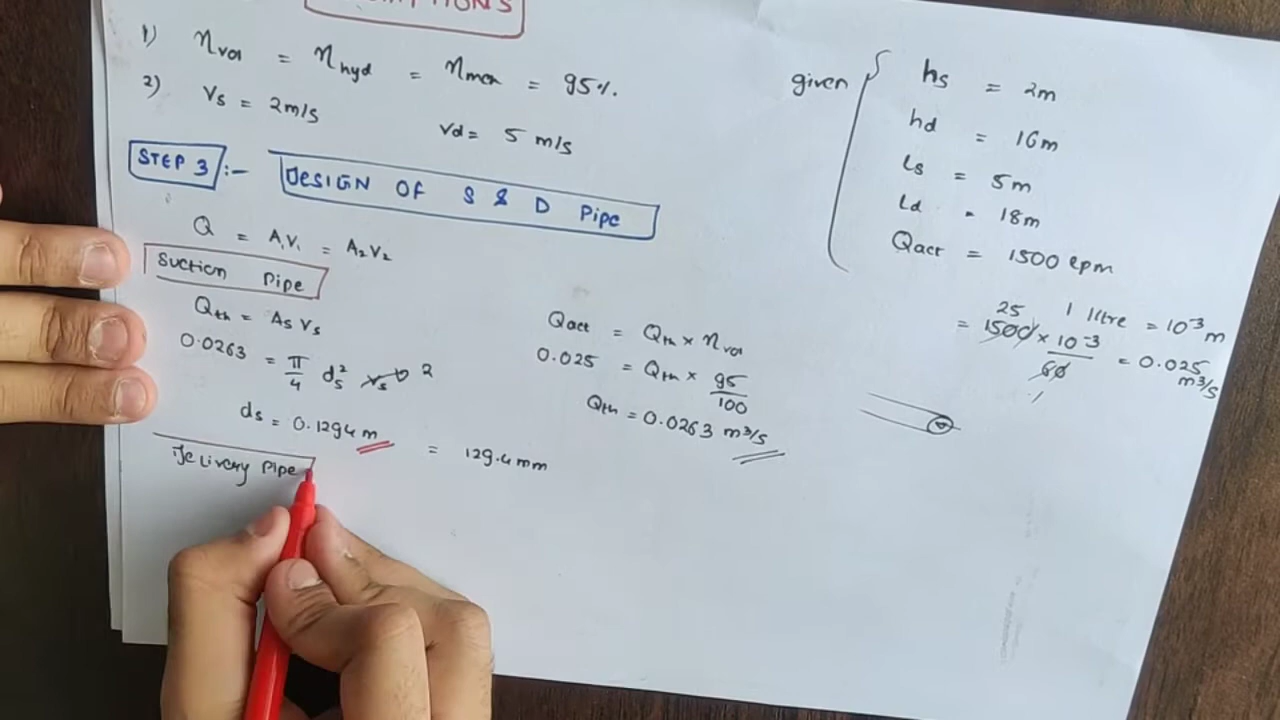 1) ηvol = ηhyd = ηmen = 95%.
2) Vs = 2m/s Vd = 5 m/s
STEP 3 :- DESIGN OF S & D Pipe
Q = A₁V₁ = A₂V₂
Suction Pipe
Qth = As Vs
0.0263 = π/4 ds² 2
ds = 0.1294 m = 129.4 mm
Delivery Pipe
Qact = Qth × ηvol
0.025 = Qth × 95/100
Qth = 0.0263 m³/s
given { hs = 2m
hd = 16m
Ls = 5m
Ld = 18m
Qact = 1500 lpm
1 litre = 10⁻³ m
25
= 1500 × 10⁻³/60 = 0.025 m³/s